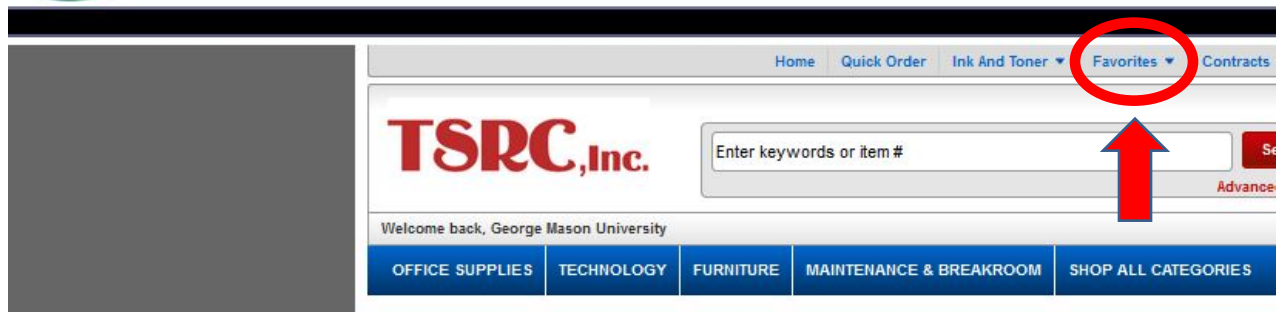 Home Quick Order Ink And Toner Favorites Contracts
TSRC,Inc.
Enter keywords or item #
Welcome back, George Mason University
OFFICE SUPPLIES TECHNOLOGY FURNITURE MAINTENANCE & BREAKROOM SHOP ALL CATEGORIES